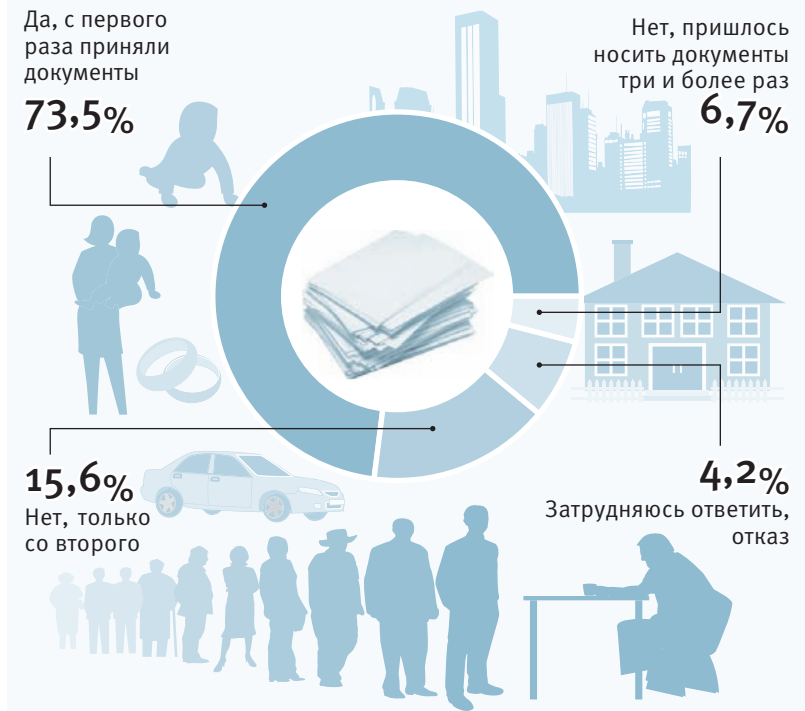 Да, с первого
раза приняли
документы
73,5%
Нет, пришлось
носить документы
три и более раз
6,7%
15,6%
Нет, только
со второго
4,2%
Затрудняюсь ответить,
отказ